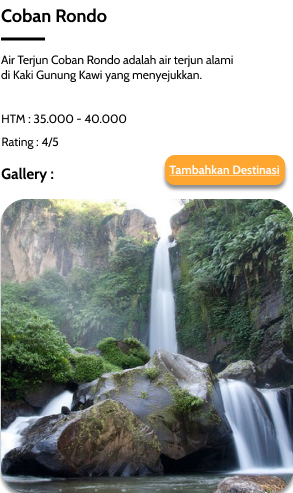 Coban Rondo
Air Terjun Coban Rondo adalah air terjun alami
di Kaki Gunung Kawi yang menyejukkan.
HTM : 35.000 - 40.000
Rating : 4/5
Tambahkan Destinasi
Gallery :